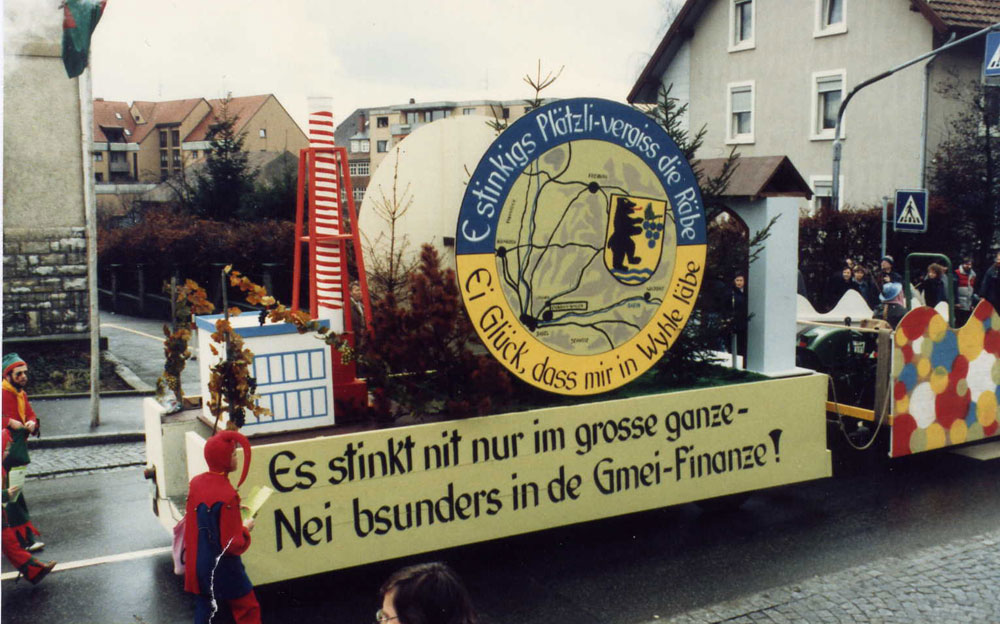 E stinkigs Plätzli-vergiss die Räbe
Ei Glück, dass mir in Wyhle läbe
Es stinkt nit nur im grosse ganze-
Nei bsunders in de Gmei-Finanze!